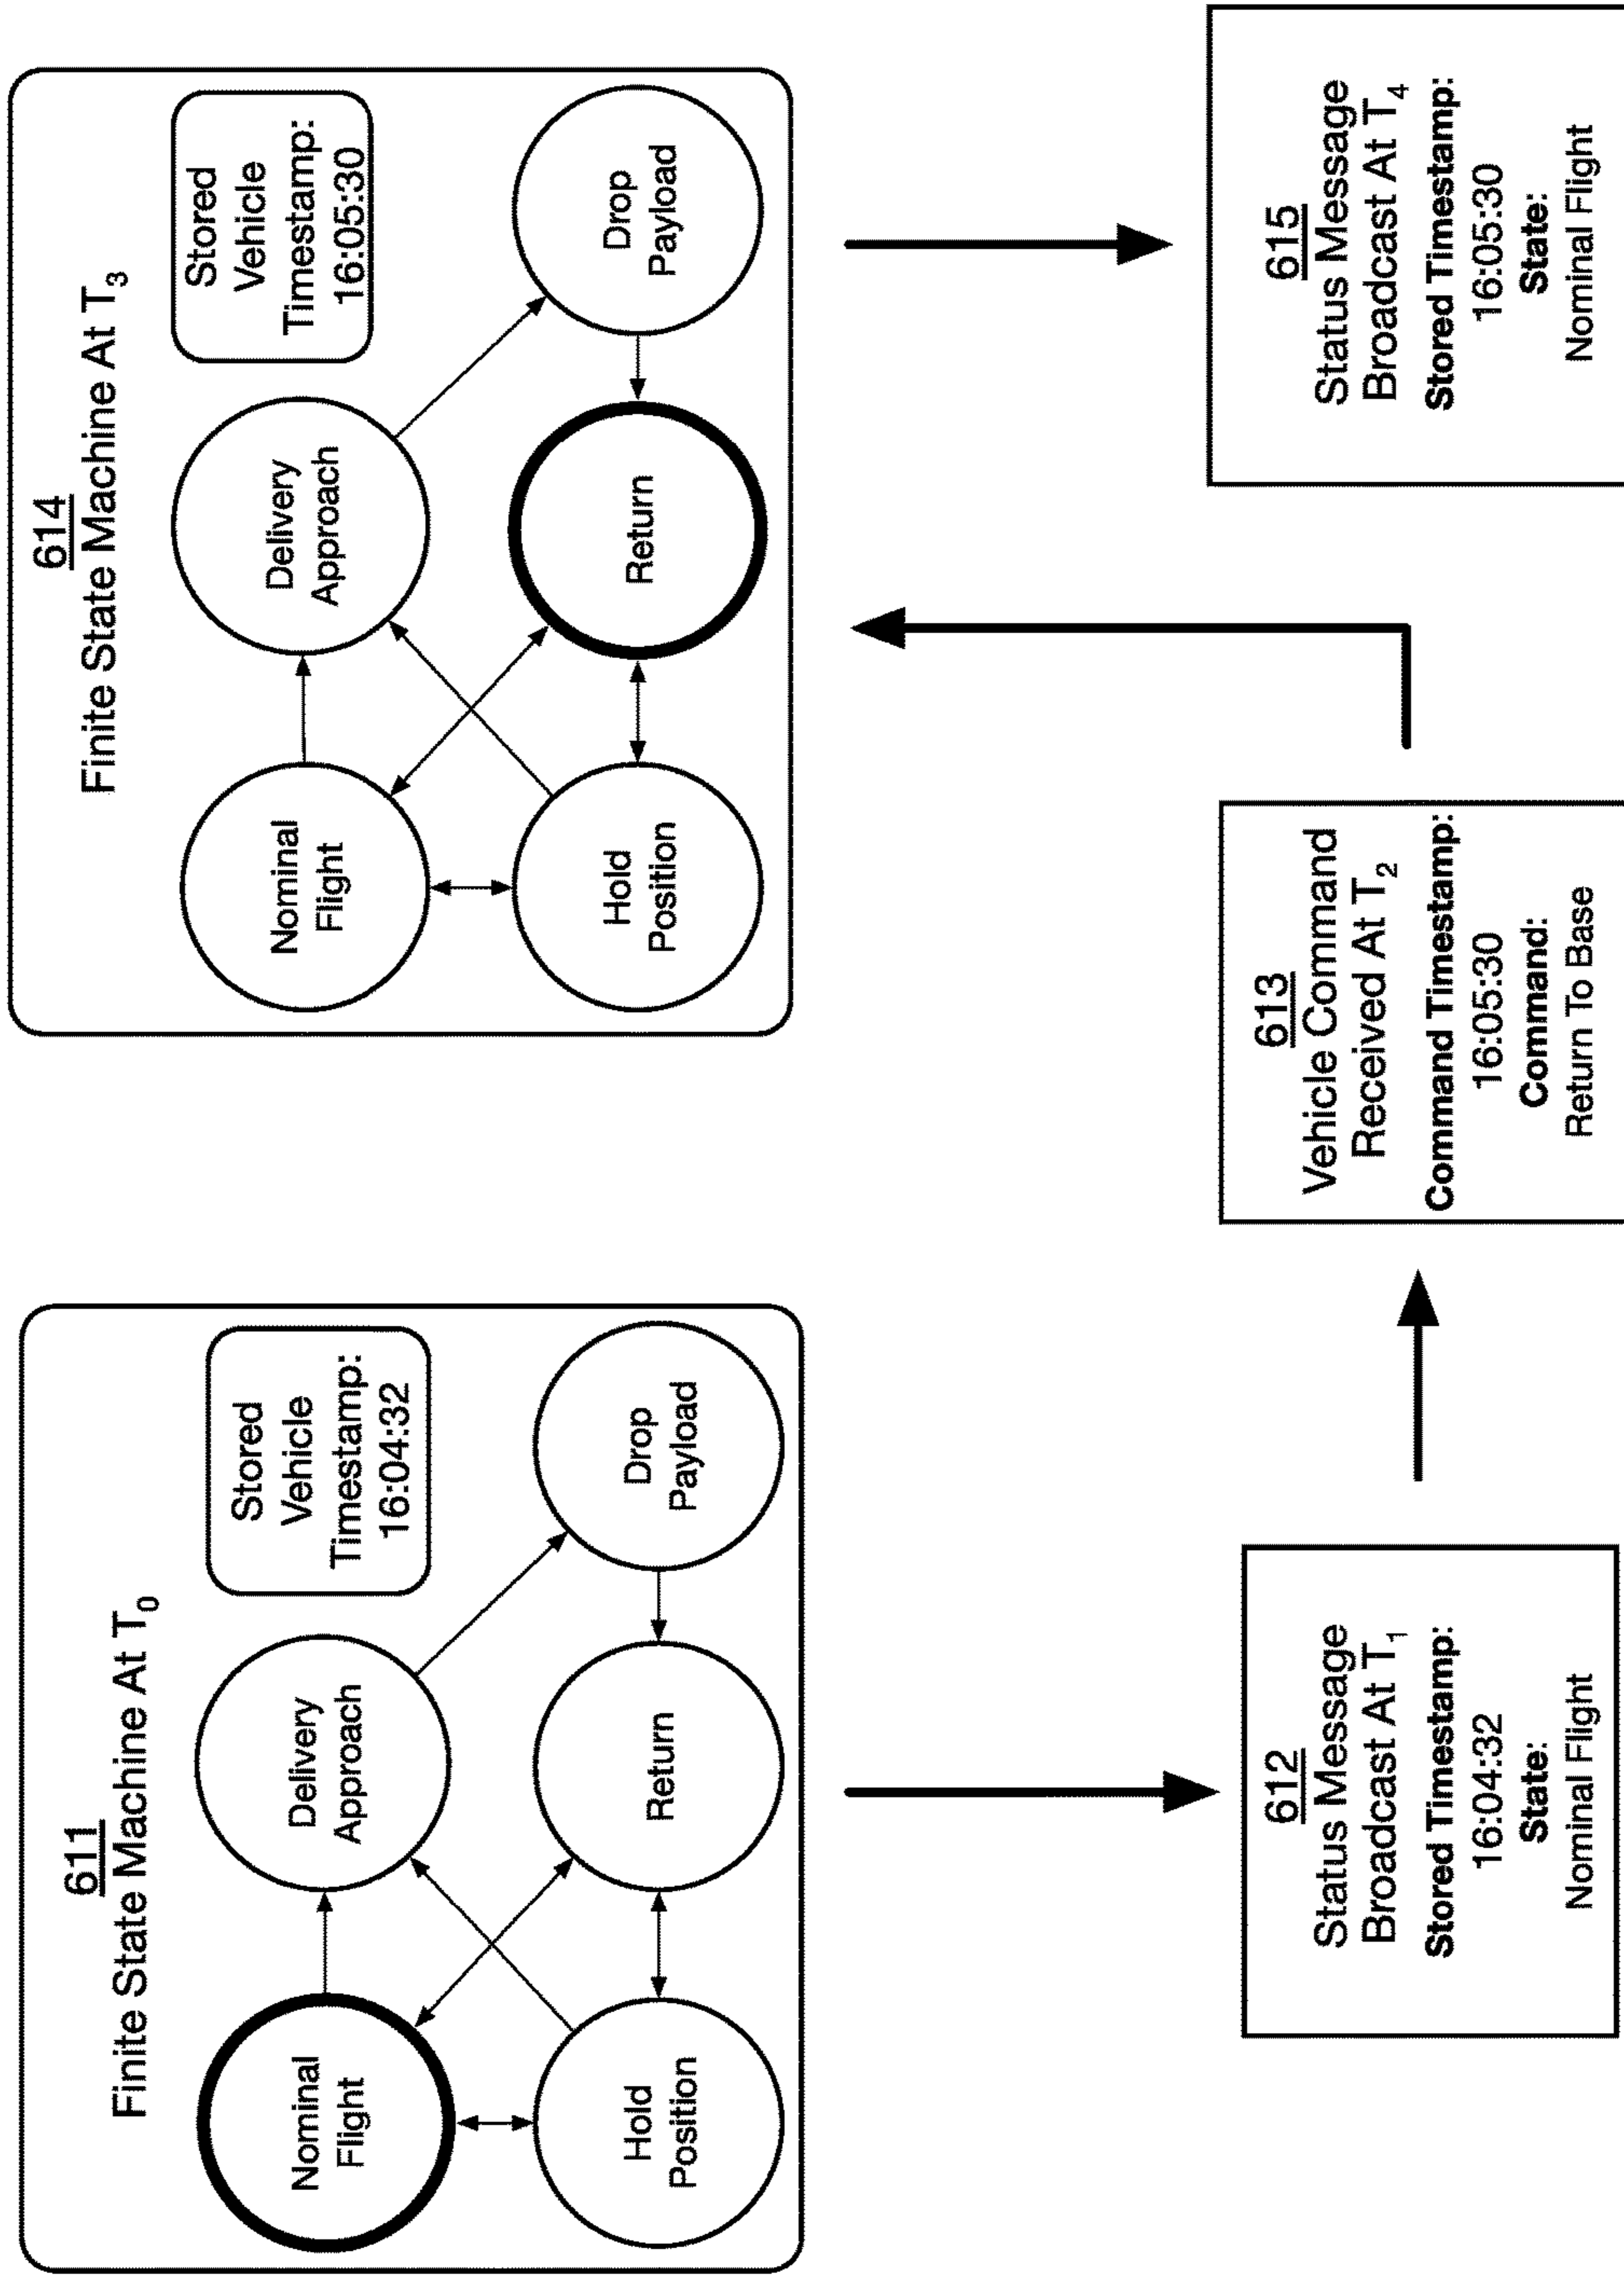 611
Finite State Machine At T0
Nominal
Flight
Delivery
Approach
Stored
Vehicle
Timestamp:
16:04:32
Hold
Position
Return
Drop
Payload
612
Status Message
Broadcast At T1
Stored Timestamp:
16:04:32
State:
Nominal Flight
613
Vehicle Command
Received At T2
Command Timestamp:
16:05:30
Command:
Return To Base
614
Finite State Machine At T3
Nominal
Flight
Delivery
Approach
Stored
Vehicle
Timestamp:
16:05:30
Hold
Position
Return
Drop
Payload
615
Status Message
Broadcast At T4
Stored Timestamp:
16:05:30
State:
Nominal Flight